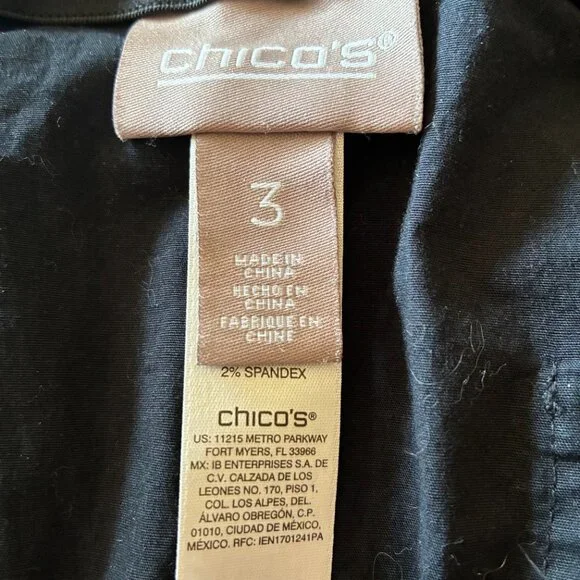 chico's®
3
MADE IN
CHINA
HECHO EN
CHINA
FABRIQUE EN
CHINE
2% SPANDEX
chico's®
US: 11215 METRO PARKWAY
FORT MYERS, FL 33966
MX: IB ENTERPRISES S.A. DE
C.V. CALZADA DE LOS
LEONES NO. 170, PISO 1,
COL. LOS ALPES, DEL.
ÁLVARO OBREGÓN, C.P.
01010, CIUDAD DE MÉXICO,
MÉXICO. RFC: IEN1701241PA